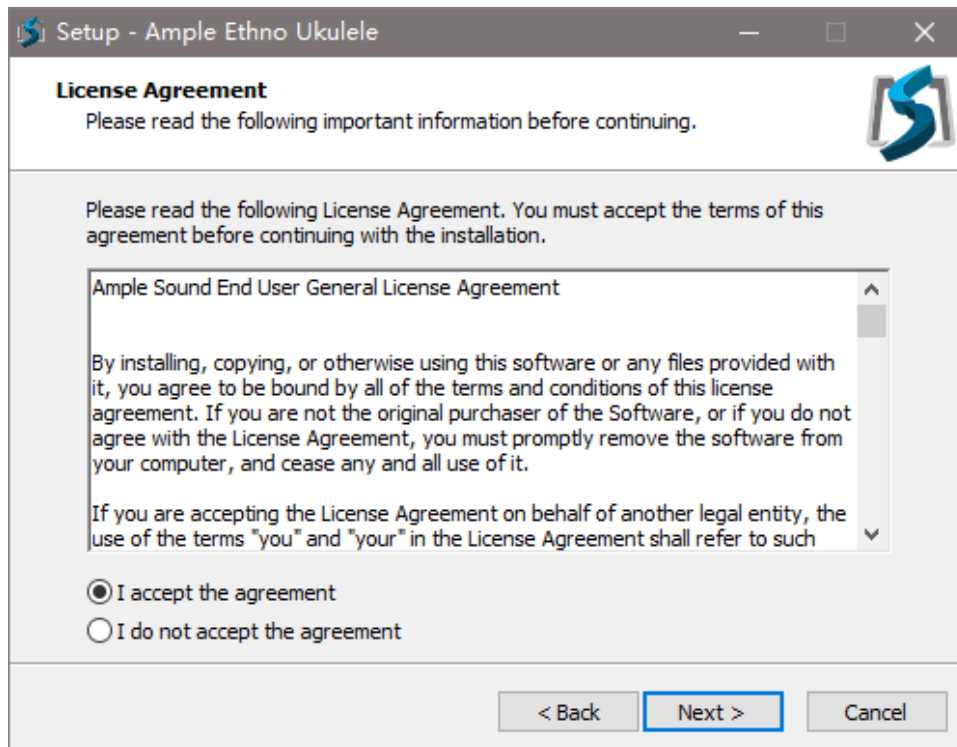 Setup - Ample Ethno Ukulele
License Agreement
Please read the following important information before continuing.
Please read the following License Agreement. You must accept the terms of this
agreement before continuing with the installation.
Ample Sound End User General License Agreement
By installing, copying, or otherwise using this software or any files provided with
it, you agree to be bound by all of the terms and conditions of this license
agreement. If you are not the original purchaser of the Software, or if you do not
agree with the License Agreement, you must promptly remove the software from
your computer, and cease any and all use of it.
If you are accepting the License Agreement on behalf of another legal entity, the
use of the terms "you" and "your" in the License Agreement shall refer to such
I accept the agreement
I do not accept the agreement
< Back Next > Cancel